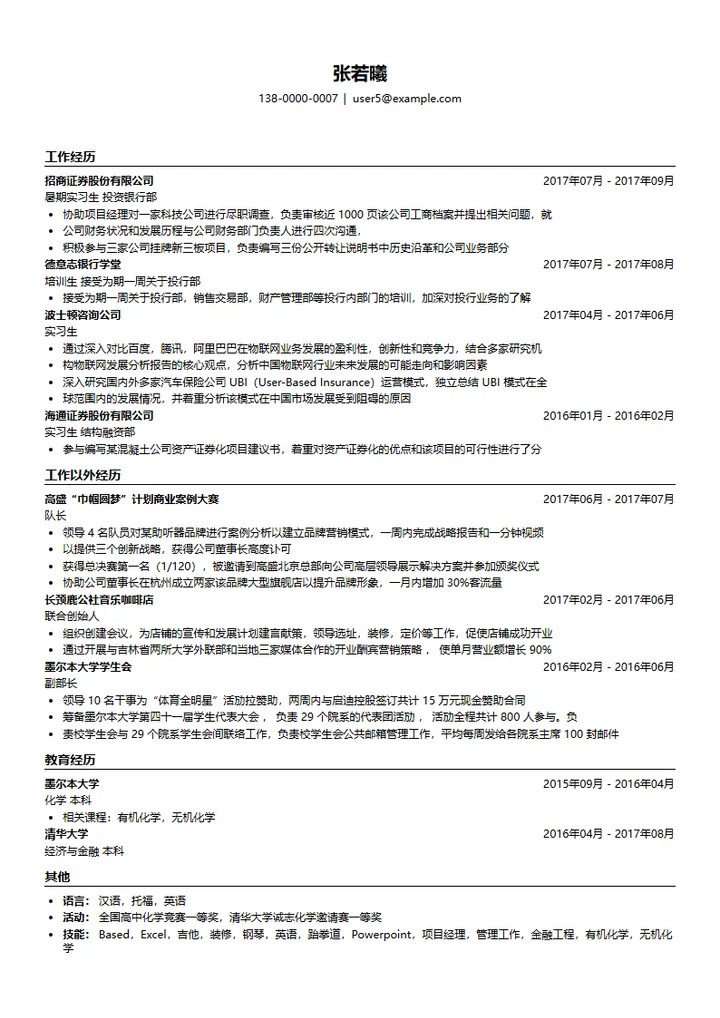 张若曦
138-0000-0007 | user5@example.com
工作经历
招商证券股份有限公司 2017年07月 - 2017年09月
暑期实习生 投资银行部
• 协助项目经理对一家科技公司进行尽职调查，负责审核近 1000 页该公司工商档案并提出相关问题，就
• 公司财务状况和发展历程与公司财务部门负责人进行四次沟通，
• 积极参与三家公司挂牌新三板项目，负责编写三份公开转让说明书中历史沿革和公司业务部分
德意志银行学堂 2017年07月 - 2017年08月
培训生 接受为期一周关于投行部
• 接受为期一周关于投行部，销售交易部，财产管理部等投行内部门的培训，加深对投行业务的了解
波士顿咨询公司 2017年04月 - 2017年06月
实习生
• 通过深入对比百度，腾讯，阿里巴巴在物联网业务发展的盈利性，创新性和竞争力，结合多家研究机
• 构物联网发展分析报告的核心观点，分析中国物联网行业未来发展的可能走向和影响因素
• 深入研究国内外多家汽车保险公司 UBI（User-Based Insurance）运营模式，独立总结 UBI 模式在全
• 球范围内的发展情况，并着重分析该模式在中国市场发展受到阻碍的原因
海通证券股份有限公司 2016年01月 - 2016年02月
实习生 结构融资部
• 参与编写某混凝土公司资产证券化项目建议书，着重对资产证券化的优点和该项目的可行性进行了分
工作以外经历
高盛“巾帼圆梦”计划商业案例大赛 2017年06月 - 2017年07月
队长
• 领导 4 名队员对某助听器品牌进行案例分析以建立品牌营销模式，一周内完成战略报告和一分钟视频
• 以提供三个创新战略，获得公司董事长高度认可
• 获得总决赛第一名（1/120），被邀请到高盛北京总部向公司高层领导展示解决方案并参加颁奖仪式
• 协助公司董事长在杭州成立两家该品牌大型旗舰店以提升品牌形象，一月内增加 30%客流量
长颈鹿公社音乐咖啡店 2017年02月 - 2017年06月
联合创始人
• 组织创建会议，为店铺的宣传和发展计划建言献策，领导选址，装修，定价等工作，促使店铺成功开业
• 通过开展与吉林省两所大学外联部和当地三家媒体合作的开业酬宾营销策略 ，使单月营业额增长 90%
墨尔本大学学生会 2016年02月 - 2016年06月
副部长
• 领导 10 名干事为“体育全明星”活动拉赞助，两周内与启迪控股签订共计 15 万元现金赞助合同
• 筹备墨尔本大学第四十一届学生代表大会 ，负责 29 个院系的代表团活动 ，活动全程共计 800 人参与。负
• 责校学生会与 29 个院系学生会间联络工作，负责校学生会公共邮箱管理工作，平均每周发给各院系主席 100 封邮件
教育经历
墨尔本大学 2015年09月 - 2016年04月
化学 本科
• 相关课程：有机化学，无机化学
清华大学 2016年04月 - 2017年08月
经济与金融 本科
其他
• 语言： 汉语，托福，英语
• 活动： 全国高中化学竞赛一等奖，清华大学诚志化学邀请赛一等奖
• 技能： Based，Excel，吉他，装修，钢琴，英语，跆拳道，Powerpoint，项目经理，管理工作，金融工程，有机化学，无机化
学